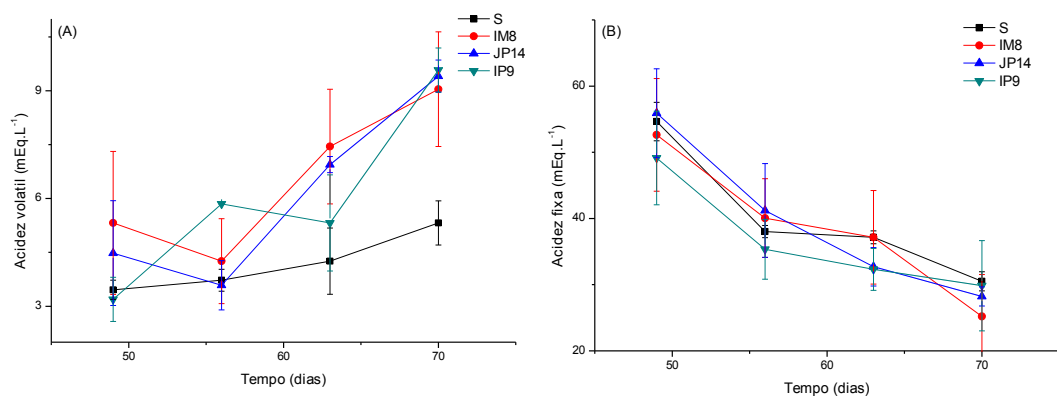 (A)
S
IM8
JP14
IP9
9
6
3
Acidez volatil (mEq.L⁻¹)
50 60 70
Tempo (dias)
(B)
S
IM8
JP14
IP9
60
40
20
Acidez fixa (mEq.L⁻¹)
50 60 70
Tempo (dias)